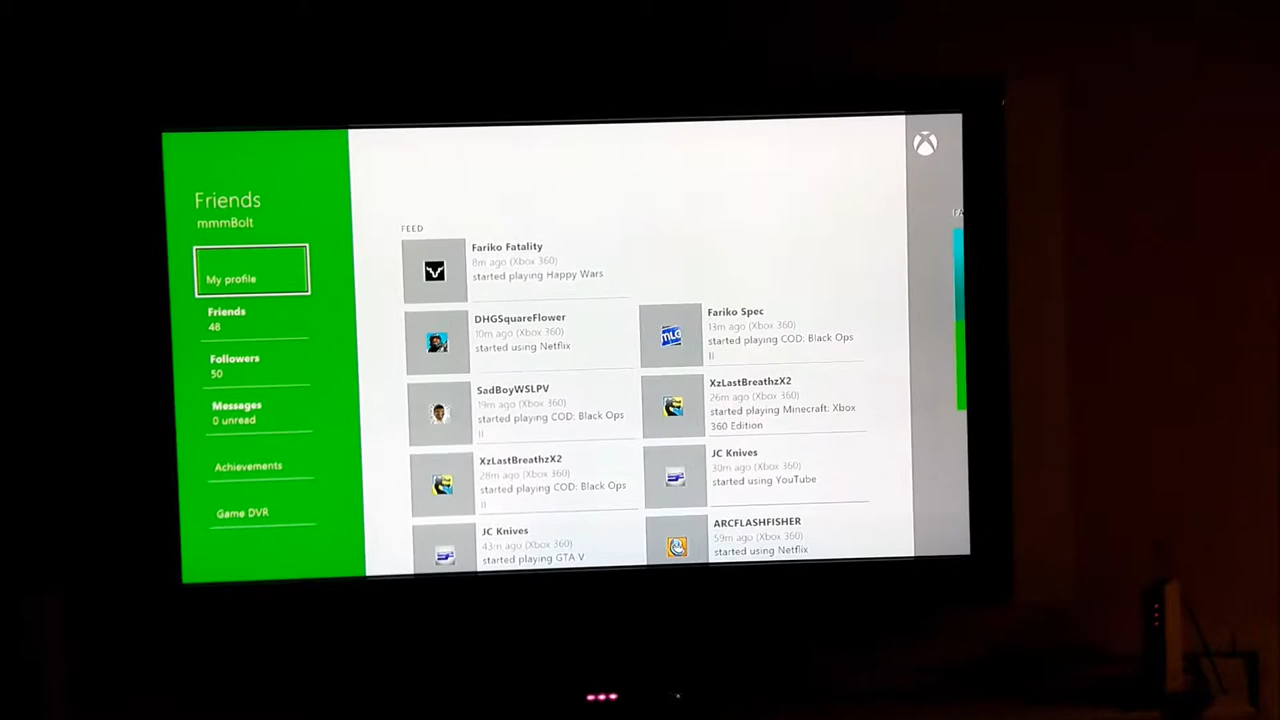 Friends
mmmBolt
My profile
Friends
48
Followers
50
Messages
0 unread
Achievements
Game DVR
FEED
Fariko Fatality
8m ago (Xbox 360)
started playing Happy Wars
DHGSquareFlower
10m ago (Xbox 360)
started using Netflix
SadBoyWSLPV
19m ago (Xbox 360)
started playing COD: Black Ops
II
XzLastBreathzX2
28m ago (Xbox 360)
started playing COD: Black Ops
II
JC Knives
43m ago (Xbox 360)
started playing GTA V
Fariko Spec
13m ago (Xbox 360)
started playing COD: Black Ops
II
XzLastBreathzX2
26m ago (Xbox 360)
started playing Minecraft: Xbox
360 Edition
JC Knives
30m ago (Xbox 360)
started using YouTube
ARCFLASHFISHER
59m ago (Xbox 360)
started using Netflix
MLG
FA